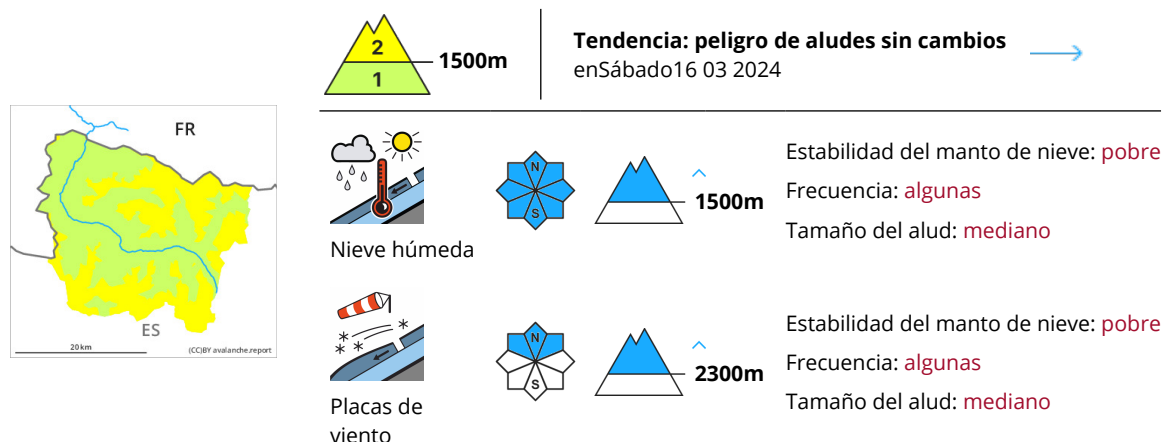 2
1
1500m
Tendencia: peligro de aludes sin cambios
enSábado16 03 2024
FR
ES
20 km
(CC)BY avalanche.report
N
S
1500m
Nieve húmeda
Estabilidad del manto de nieve: pobre
Frecuencia: algunas
Tamaño del alud: mediano
N
S
2300m
Placas de
viento
Estabilidad del manto de nieve: pobre
Frecuencia: algunas
Tamaño del alud: mediano